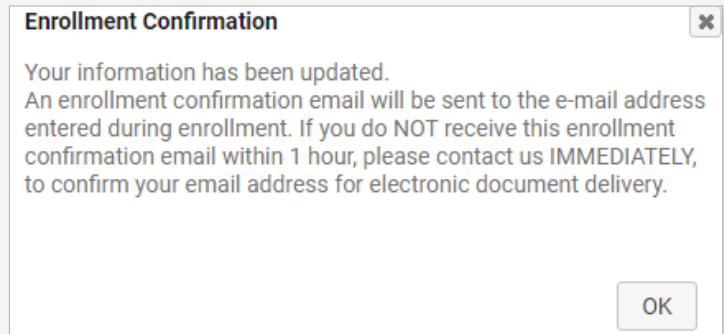 Enrollment Confirmation
Your information has been updated.
An enrollment confirmation email will be sent to the e-mail address
entered during enrollment. If you do NOT receive this enrollment
confirmation email within 1 hour, please contact us IMMEDIATELY,
to confirm your email address for electronic document delivery.
OK